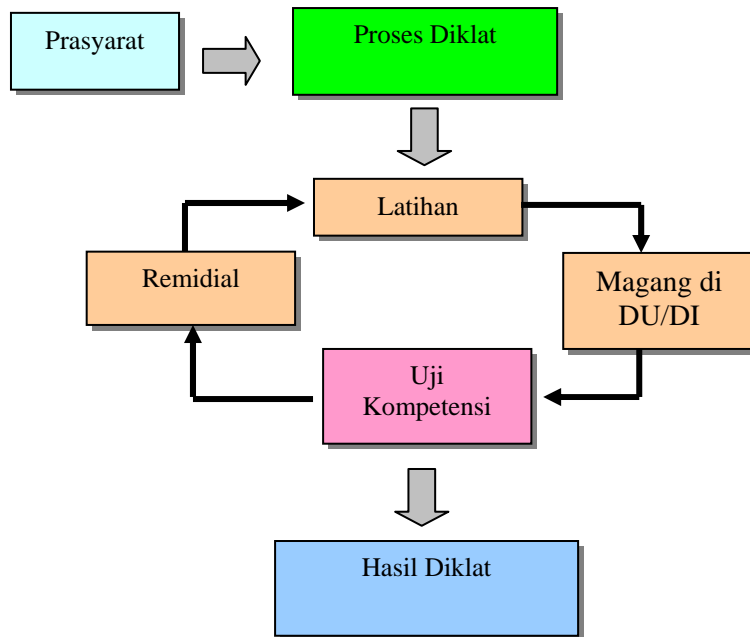 Prasyarat
Proses Diklat
Latihan
Remidial
Magang di
DU/DI
Uji
Kompetensi
Hasil Diklat